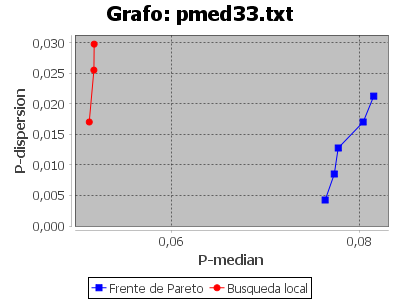 Grafo: pmed33.txt
P-dispersion
0,030
0,025
0,020
0,015
0,010
0,005
0,000
0,06 0,08
P-median
Frente de Pareto Busqueda local